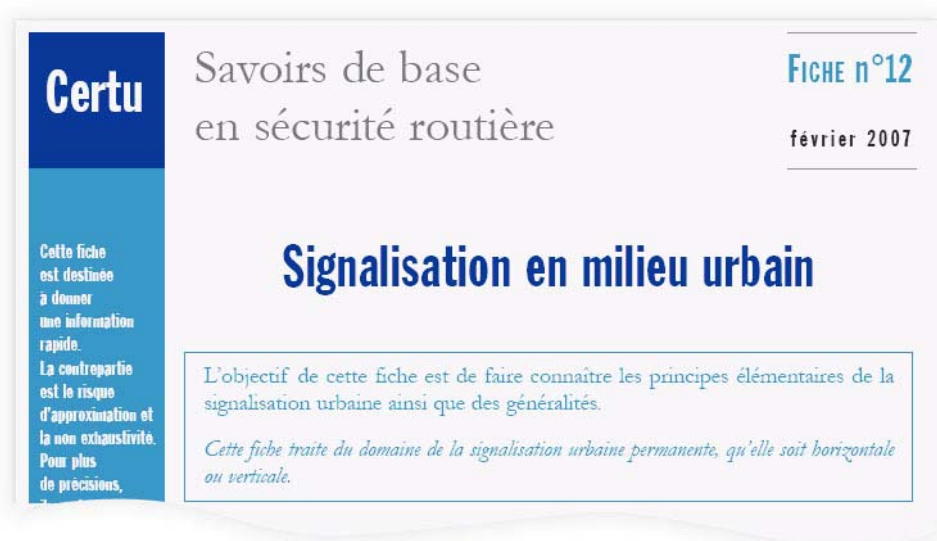 Certu
Savoirs de base
en sécurité routière
FICHE n°12
février 2007
Cette fiche
est destinée
à donner
une information
rapide.
La contrepartie
est le risque
d'approximation et
la non exhaustivité.
Pour plus
de précisions,
Signalisation en milieu urbain
L'objectif de cette fiche est de faire connaître les principes élémentaires de la
signalisation urbaine ainsi que des généralités.
Cette fiche traite du domaine de la signalisation urbaine permanente, qu'elle soit horizontale
ou verticale.